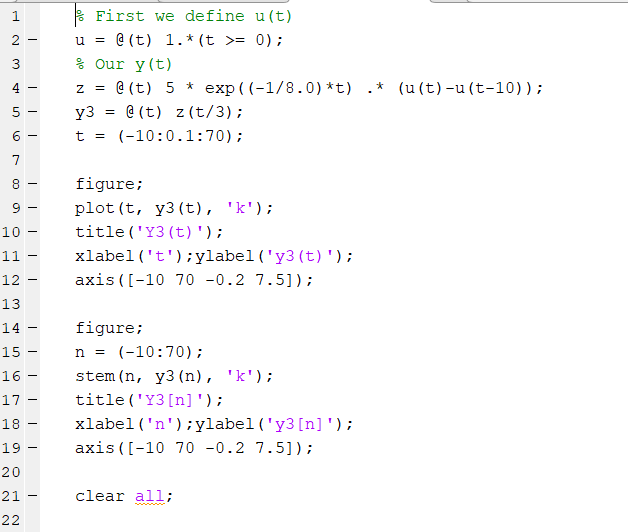 1 % First we define u(t)
2 - u = @(t) 1.*(t >= 0);
3 % Our y(t)
4 - z = @(t) 5 * exp((-1/8.0)*t) .* (u(t)-u(t-10));
5 - y3 = @(t) z(t/3);
6 - t = (-10:0.1:70);
7
8 - figure;
9 - plot(t, y3(t), 'k');
10 - title('Y3(t)');
11 - xlabel('t');ylabel('y3(t)');
12 - axis([-10 70 -0.2 7.5]);
13
14 - figure;
15 - n = (-10:70);
16 - stem(n, y3(n), 'k');
17 - title('Y3[n]');
18 - xlabel('n');ylabel('y3[n]');
19 - axis([-10 70 -0.2 7.5]);
20
21 - clear all;
22